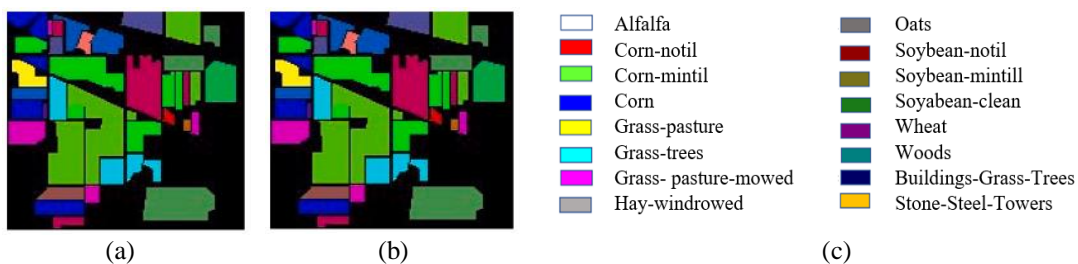 Alfalfa
Corn-notil
Corn-mintil
Corn
Grass-pasture
Grass-trees
Grass- pasture-mowed
Hay-windrowed
Oats
Soybean-notil
Soybean-mintill
Soyabean-clean
Wheat
Woods
Buildings-Grass-Trees
Stone-Steel-Towers
(a) (b) (c)